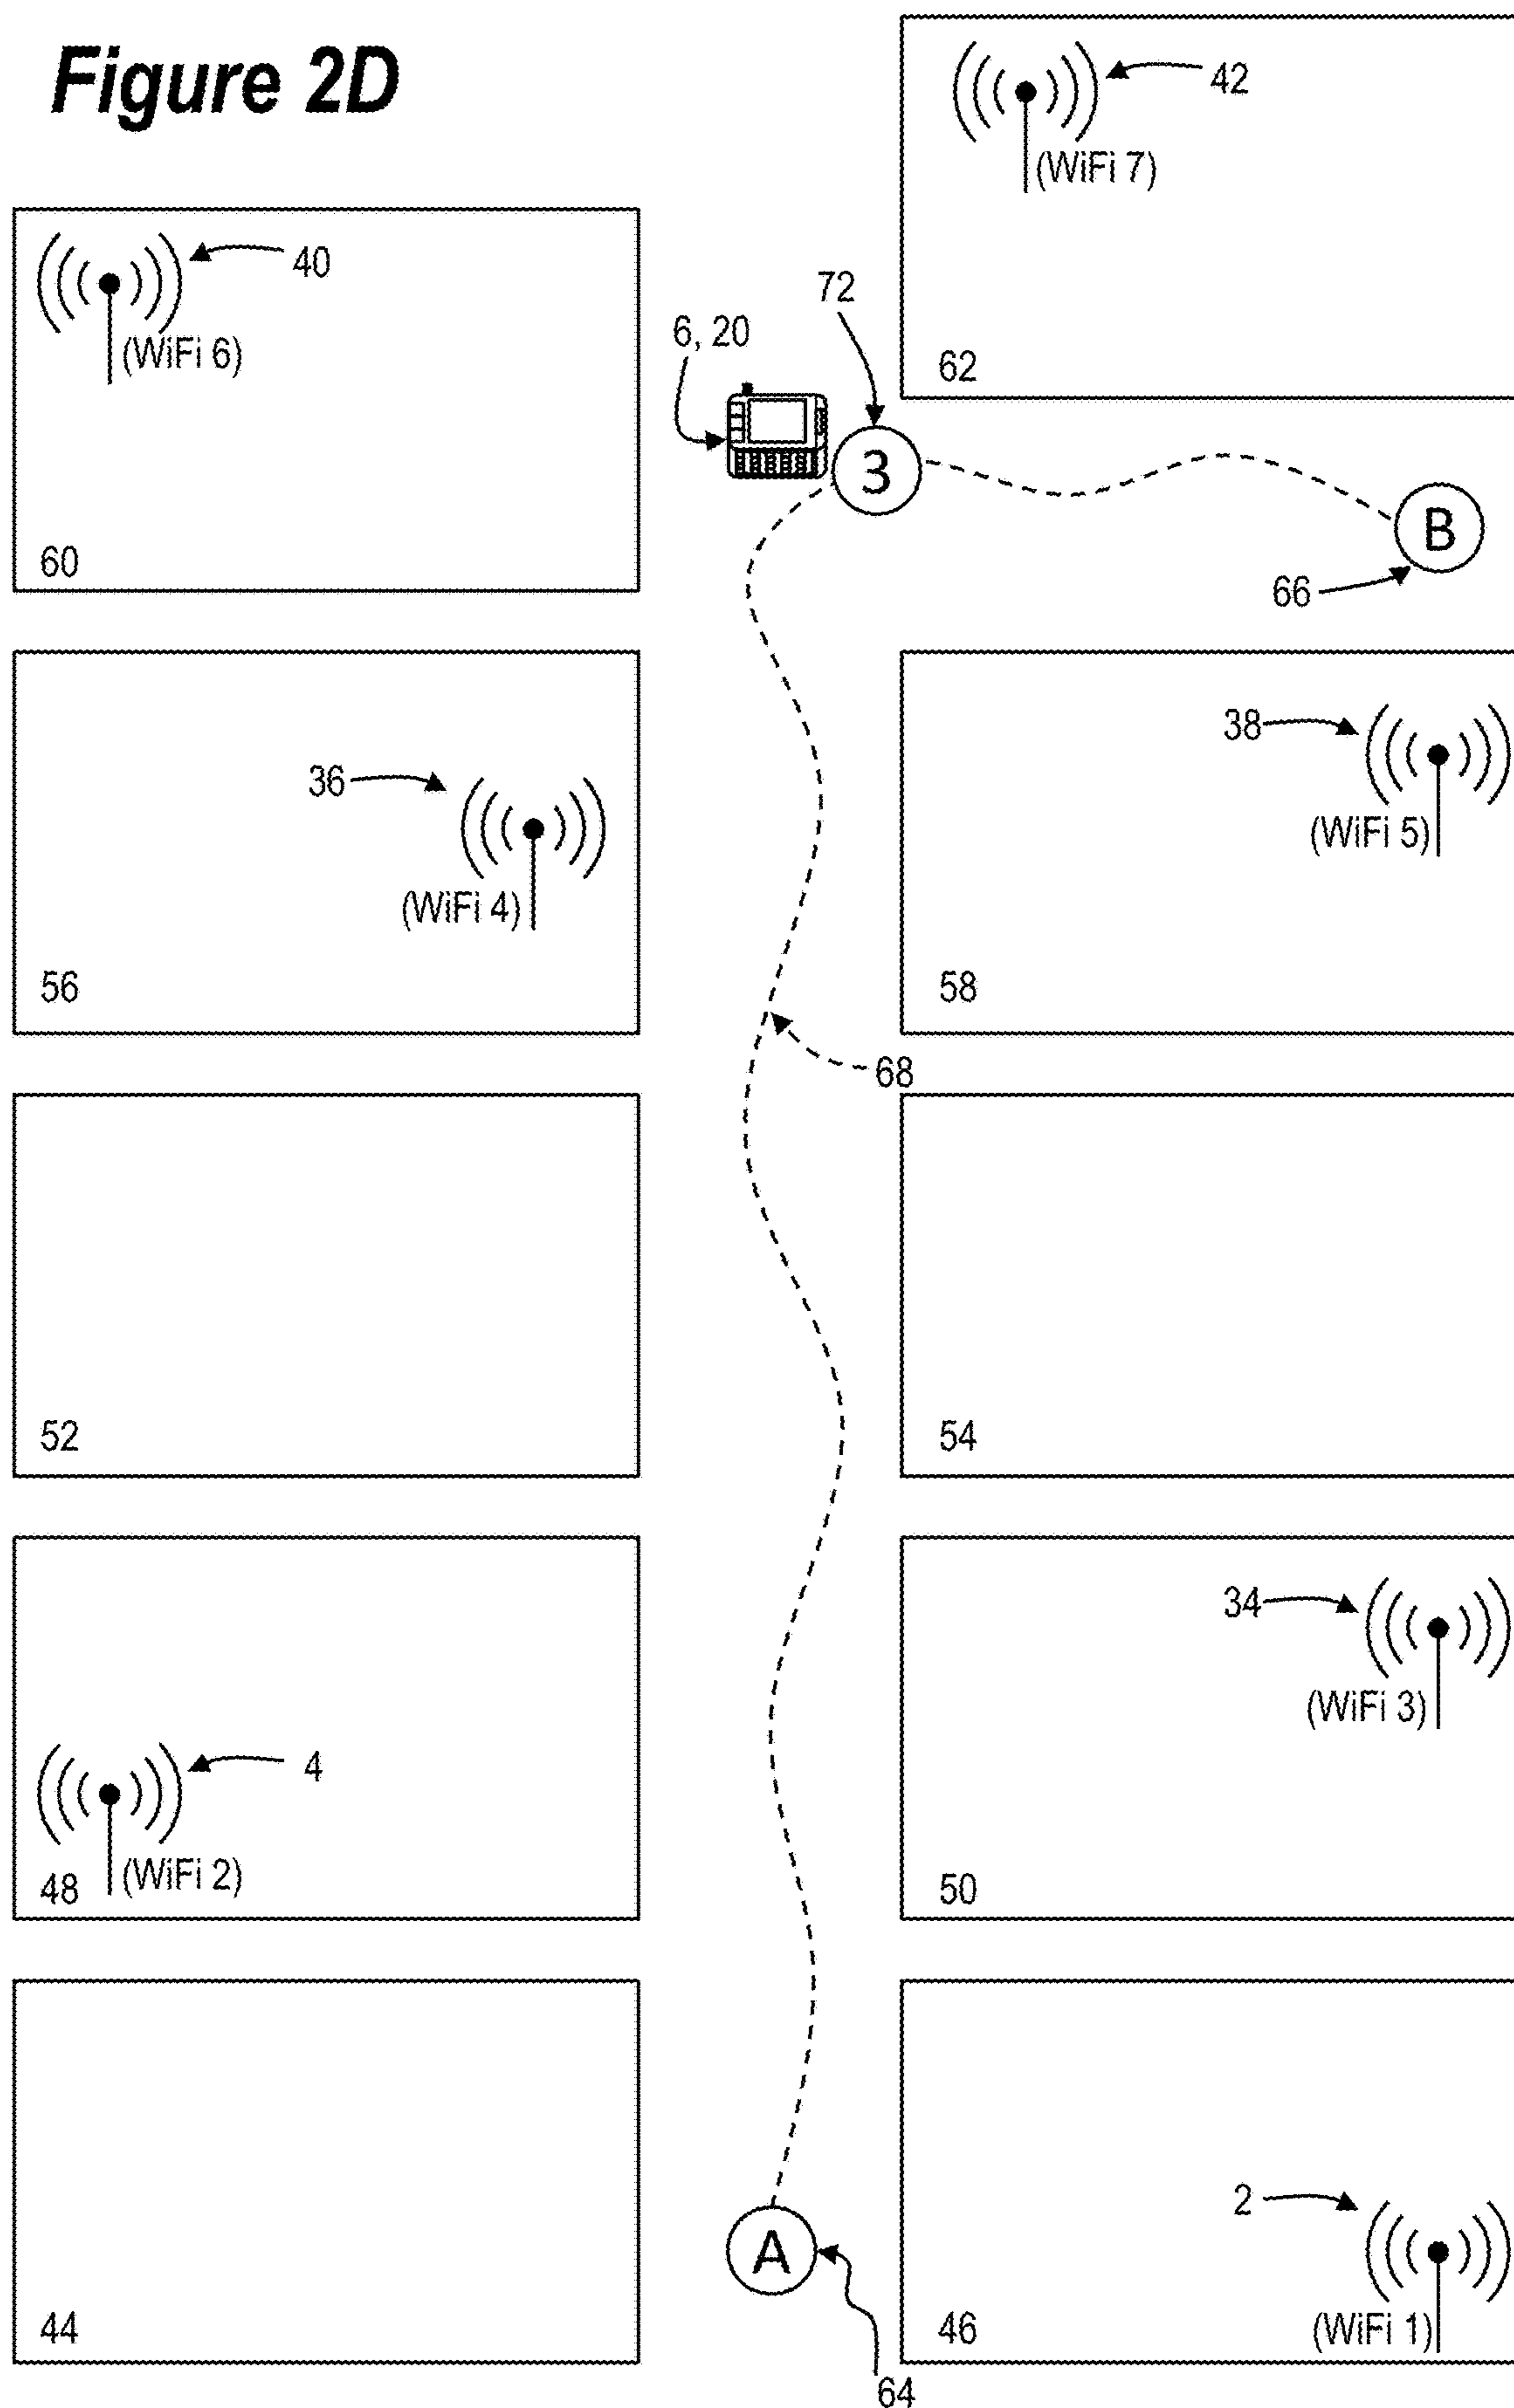 Figure 2D
42
(WiFi 7)
40
(WiFi 6)
72
6, 20
62
3
B
60
66
38
36
(WiFi 5)
(WiFi 4)
56
58
68
52
54
34
(WiFi 3)
4
48
(WiFi 2)
50
2
A
44
46
(WiFi 1)
64